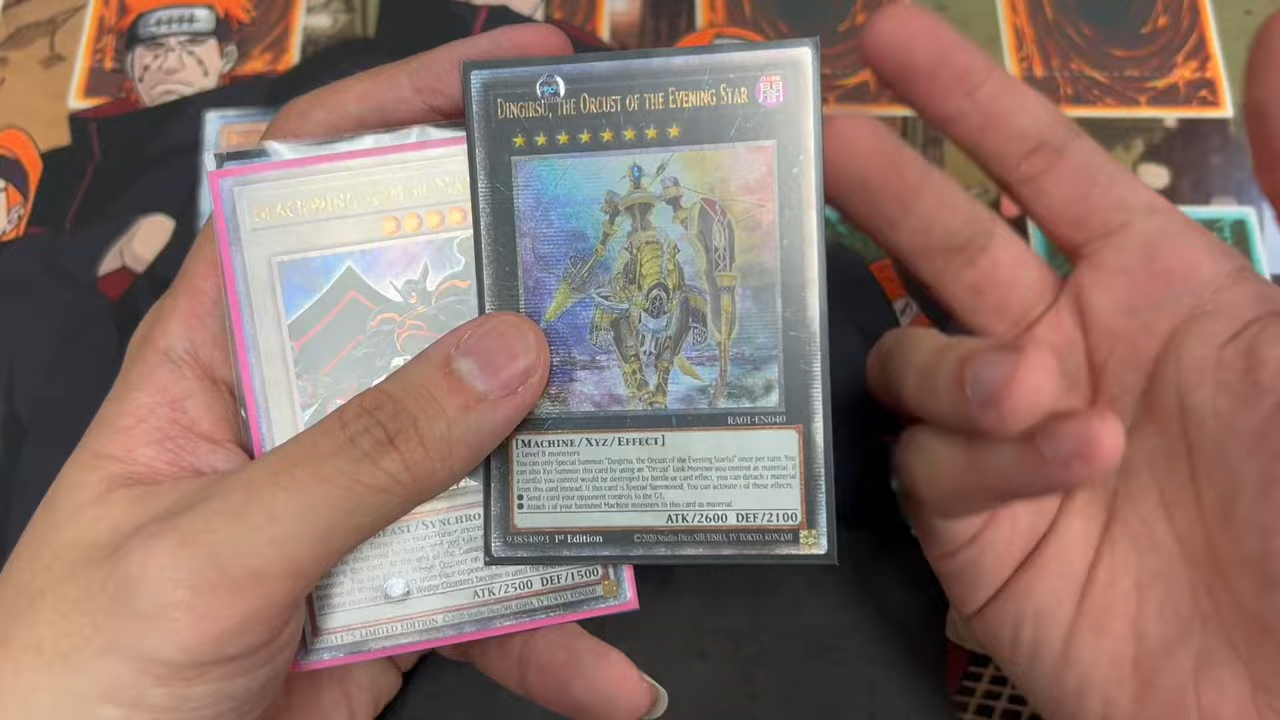 DINGIRSU, THE ORCUST OF THE EVENING STAR
闇
RA01-EN040
[MACHINE/XYZ/EFFECT]
2 Level 8 monsters
You can only Special Summon "Dingirsu, the Orcust of the Evening Star(s)" once per turn. You
can also Xyz Summon this card by using an "Orcust" Link Monster you control as material. If
a card(s) you control would be destroyed by battle or card effect, you can detach 1 material
from this card instead. If this card is Special Summoned: You can activate 1 of these effects.
● Send 1 card your opponent controls to the GY.
● Attach 1 of your banished Machine monsters to this card as material.
ATK/2600 DEF/2100
93854893 1st Edition ©2020 Studio Dice/SHUEISHA, TV TOKYO, KONAMI
BLACKWING
BEAST/SYNCHRO
ATK/2500 DEF/1500
LIMITED EDITION ©2020 Studio Dice/SHUEISHA, TV TOKYO, KONAMI